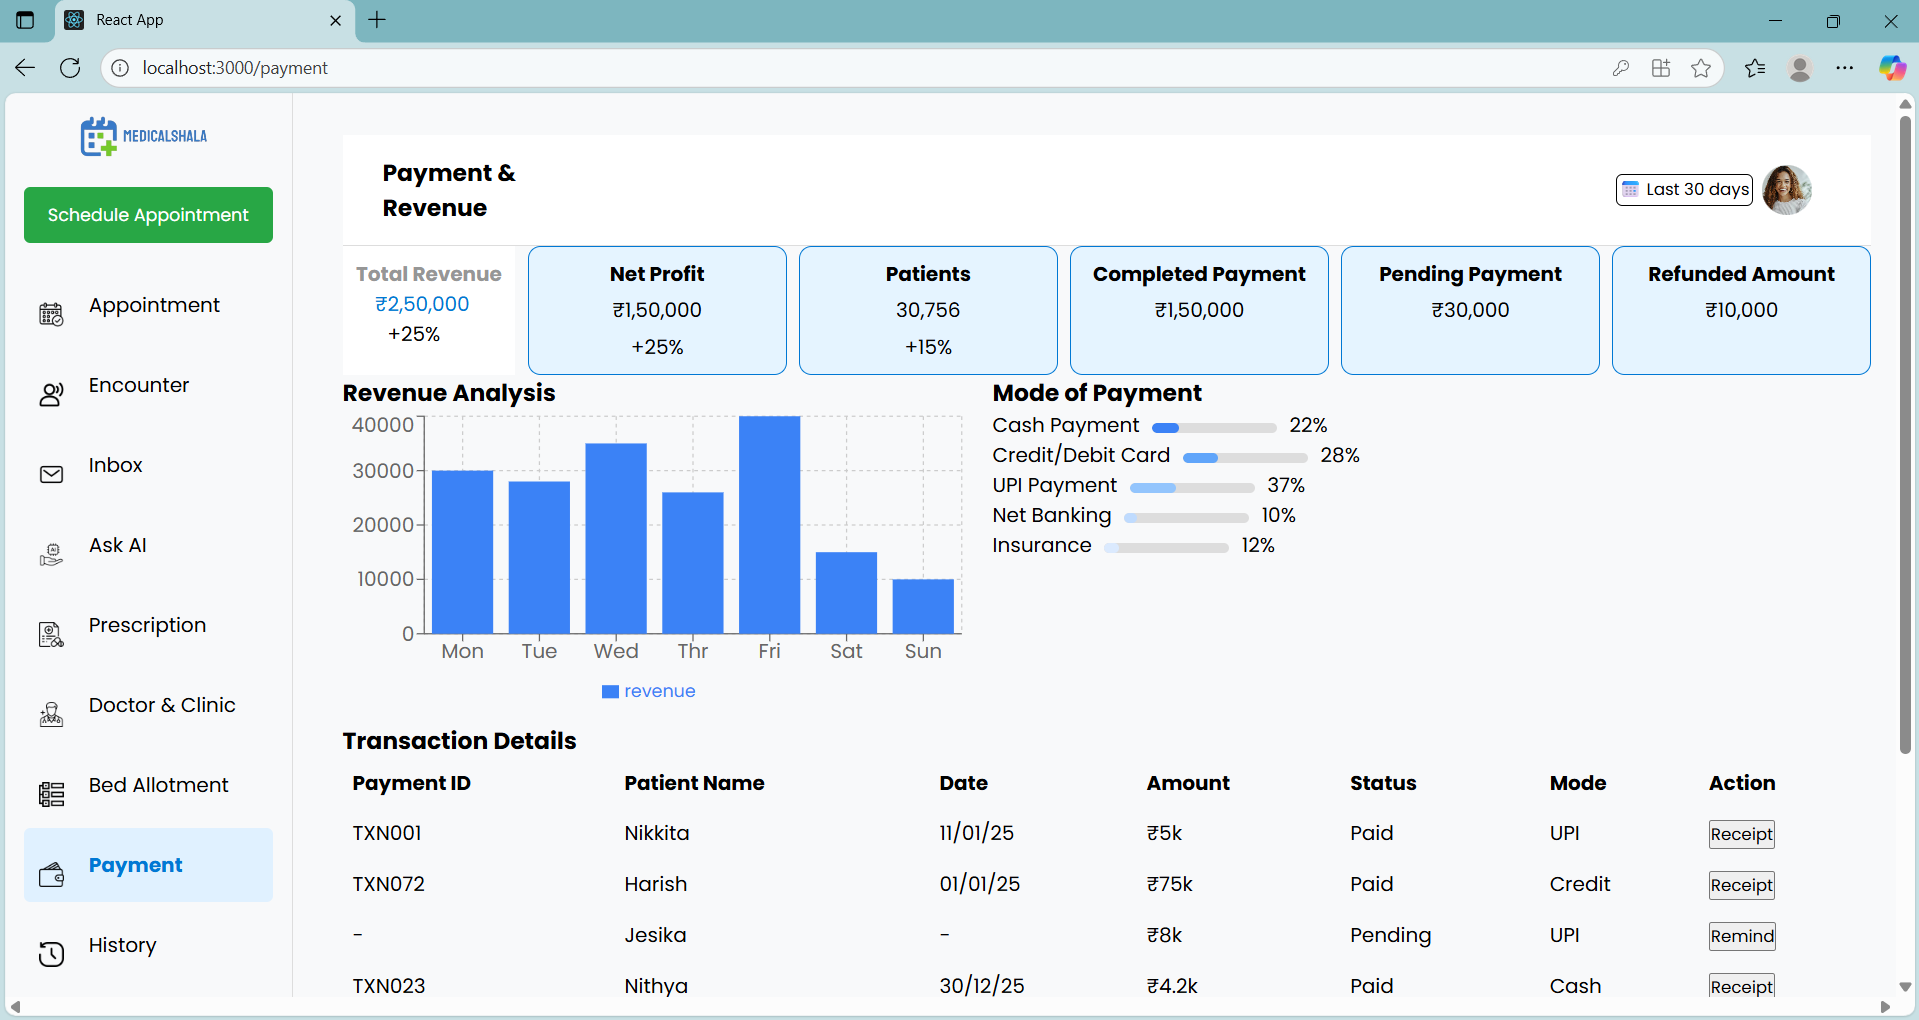 React App
localhost:3000/payment
MEDICALSHALA
Schedule Appointment
Appointment
Encounter
Inbox
Ask AI
Prescription
Doctor & Clinic
Bed Allotment
Payment
History
Payment &
Revenue
Last 30 days
Total Revenue
₹2,50,000
+25%
Net Profit
₹1,50,000
+25%
Patients
30,756
+15%
Completed Payment
₹1,50,000
Pending Payment
₹30,000
Refunded Amount
₹10,000
Revenue Analysis
40000
30000
20000
10000
0
Mon Tue Wed Thr Fri Sat Sun
revenue
Mode of Payment
Cash Payment 22%
Credit/Debit Card 28%
UPI Payment 37%
Net Banking 10%
Insurance 12%
Transaction Details
Payment ID Patient Name Date Amount Status Mode Action
TXN001 Nikkita 11/01/25 ₹5k Paid UPI Receipt
TXN072 Harish 01/01/25 ₹75k Paid Credit Receipt
- Jesika - ₹8k Pending UPI Remind
TXN023 Nithya 30/12/25 ₹4.2k Paid Cash Receipt